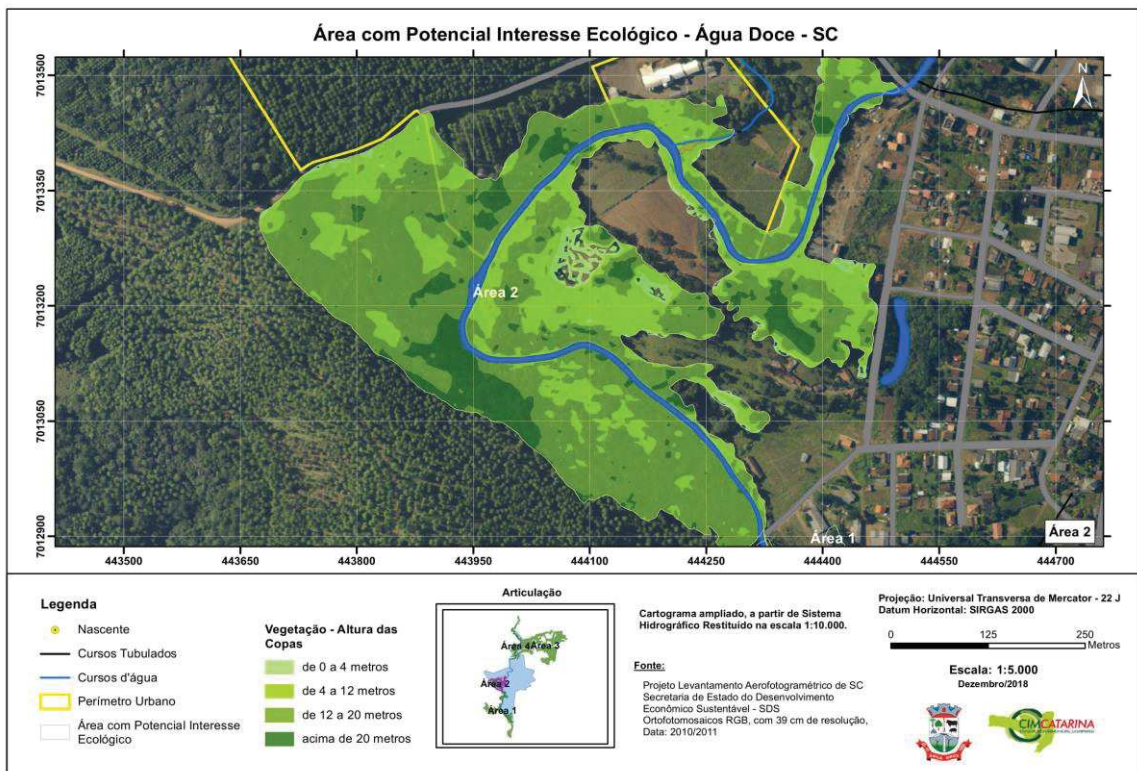 Área com Potencial Interesse Ecológico - Água Doce - SC
N
7013500
7013350
7013200
7013050
7012900
Área 2
Área 1
Área 2
443500
443650
443800
443950
444100
444250
444400
444550
444700
Legenda
Nascente
Cursos Tubulados
Cursos d'água
Perímetro Urbano
Área com Potencial Interesse
Ecológico
Vegetação - Altura das
Copas
de 0 a 4 metros
de 4 a 12 metros
de 12 a 20 metros
acima de 20 metros
Articulação
Área 4
Área 3
Área 2
Área 1
Cartograma ampliado, a partir de Sistema
Hidrográfico Restituído na escala 1:10.000.
Fonte:
Projeto Levantamento Aerofotogramétrico de SC
Secretaria de Estado do Desenvolvimento
Econômico Sustentável - SDS
Ortofotomosaicos RGB, com 39 cm de resolução,
Data: 2010/2011
Projeção: Universal Transversa de Mercator - 22 J
Datum Horizontal: SIRGAS 2000
0 125 250
Metros
Escala: 1:5.000
Dezembro/2018
CIMCATARINA